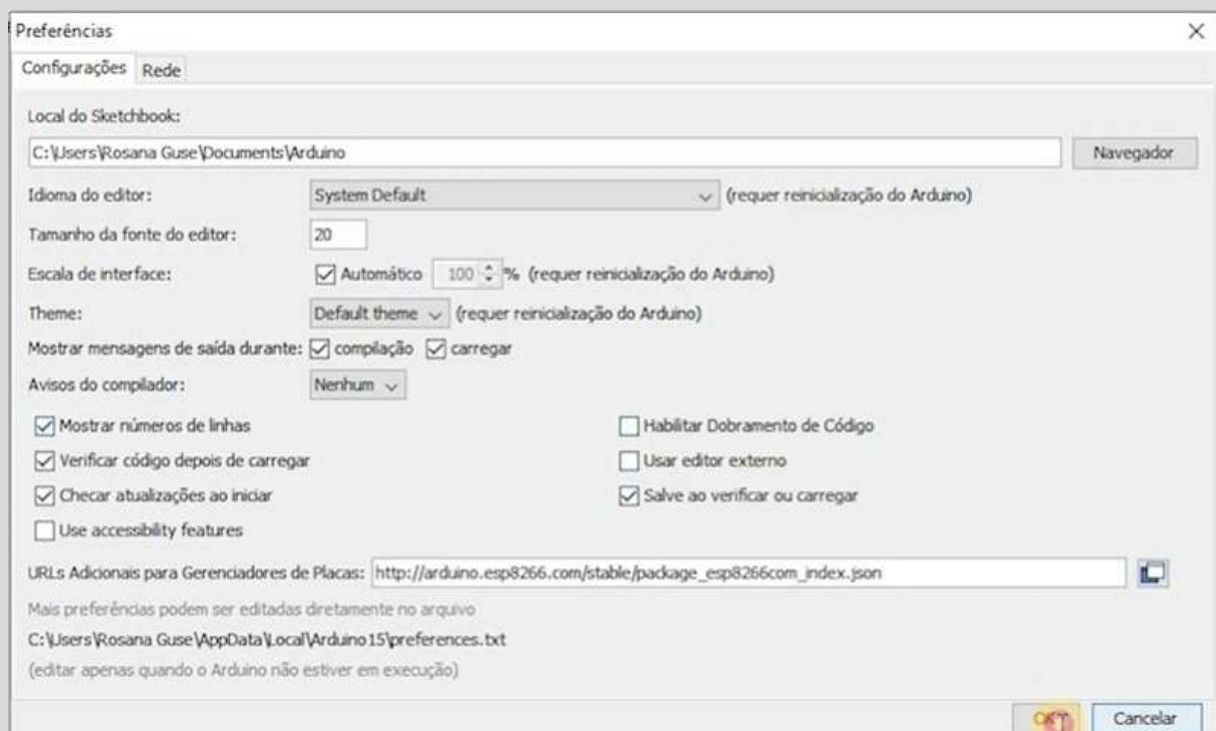 Preferências
Configurações Rede
Local do Sketchbook:
C:\Users\Rosana Guse\Documents\Arduino Navegador
Idioma do editor: System Default (requer reinicialização do Arduino)
Tamanho da fonte do editor: 20
Escala de interface: Automático 100 % (requer reinicialização do Arduino)
Theme: Default theme (requer reinicialização do Arduino)
Mostrar mensagens de saída durante: compilação carregar
Avisos do compilador: Nenhum
Mostrar números de linhas Habilitar Dobramento de Código
Verificar código depois de carregar Usar editor externo
Checar atualizações ao iniciar Salve ao verificar ou carregar
Use accessibility features
URLs Adicionais para Gerenciadores de Placas: http://arduino.esp8266.com/stable/package_esp8266com_index.json
Mais preferências podem ser editadas diretamente no arquivo
C:\Users\Rosana Guse\AppData\Local\Arduino15\preferences.txt
(editar apenas quando o Arduino não estiver em execução)
OK Cancelar